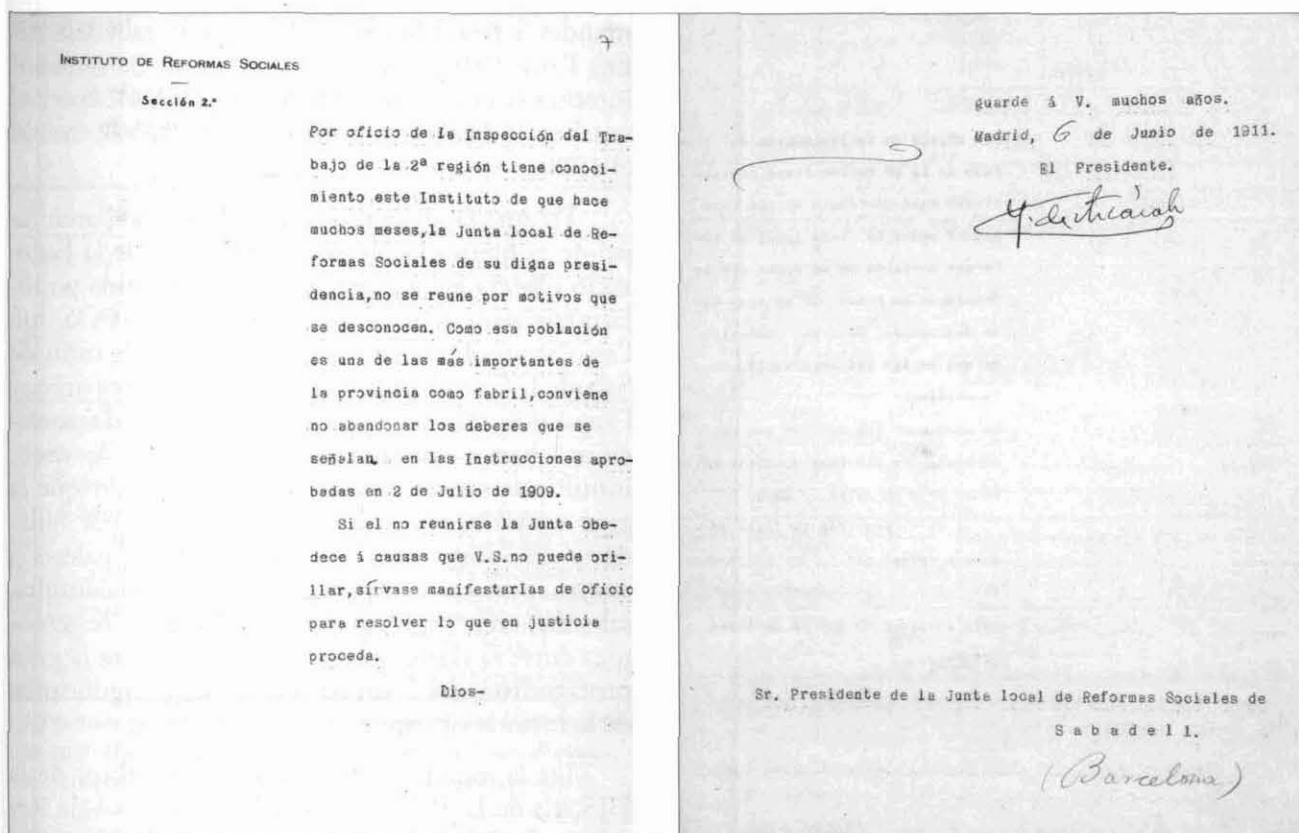 7
INSTITUTO DE REFORMAS SOCIALES
Sección 2.ª
Por oficio de la Inspección del Tra-
bajo de la 2ª región tiene conoci-
miento este Instituto de que hace
muchos meses,la Junta local de Re-
formas Sociales de su digna presi-
dencia,no se reune por motivos que
se desconocen. Como esa población
es una de las más importantes de
la provincia como fabril,conviene
no abandonar los deberes que se
señalan en las Instrucciones apro-
badas en 2 de Julio de 1909.
Si el no reunirse la Junta obe-
dece á causas que V.S.no puede ori-
llar,sírvase manifestarlas de oficio
para resolver lo que en justicia
proceda.
Dios-
guarde á V. muchos años.
Madrid, 6 de Junio de 1911.
El Presidente.
Sr. Presidente de la Junta local de Reformas Sociales de
Sabadell.
(Barcelona)